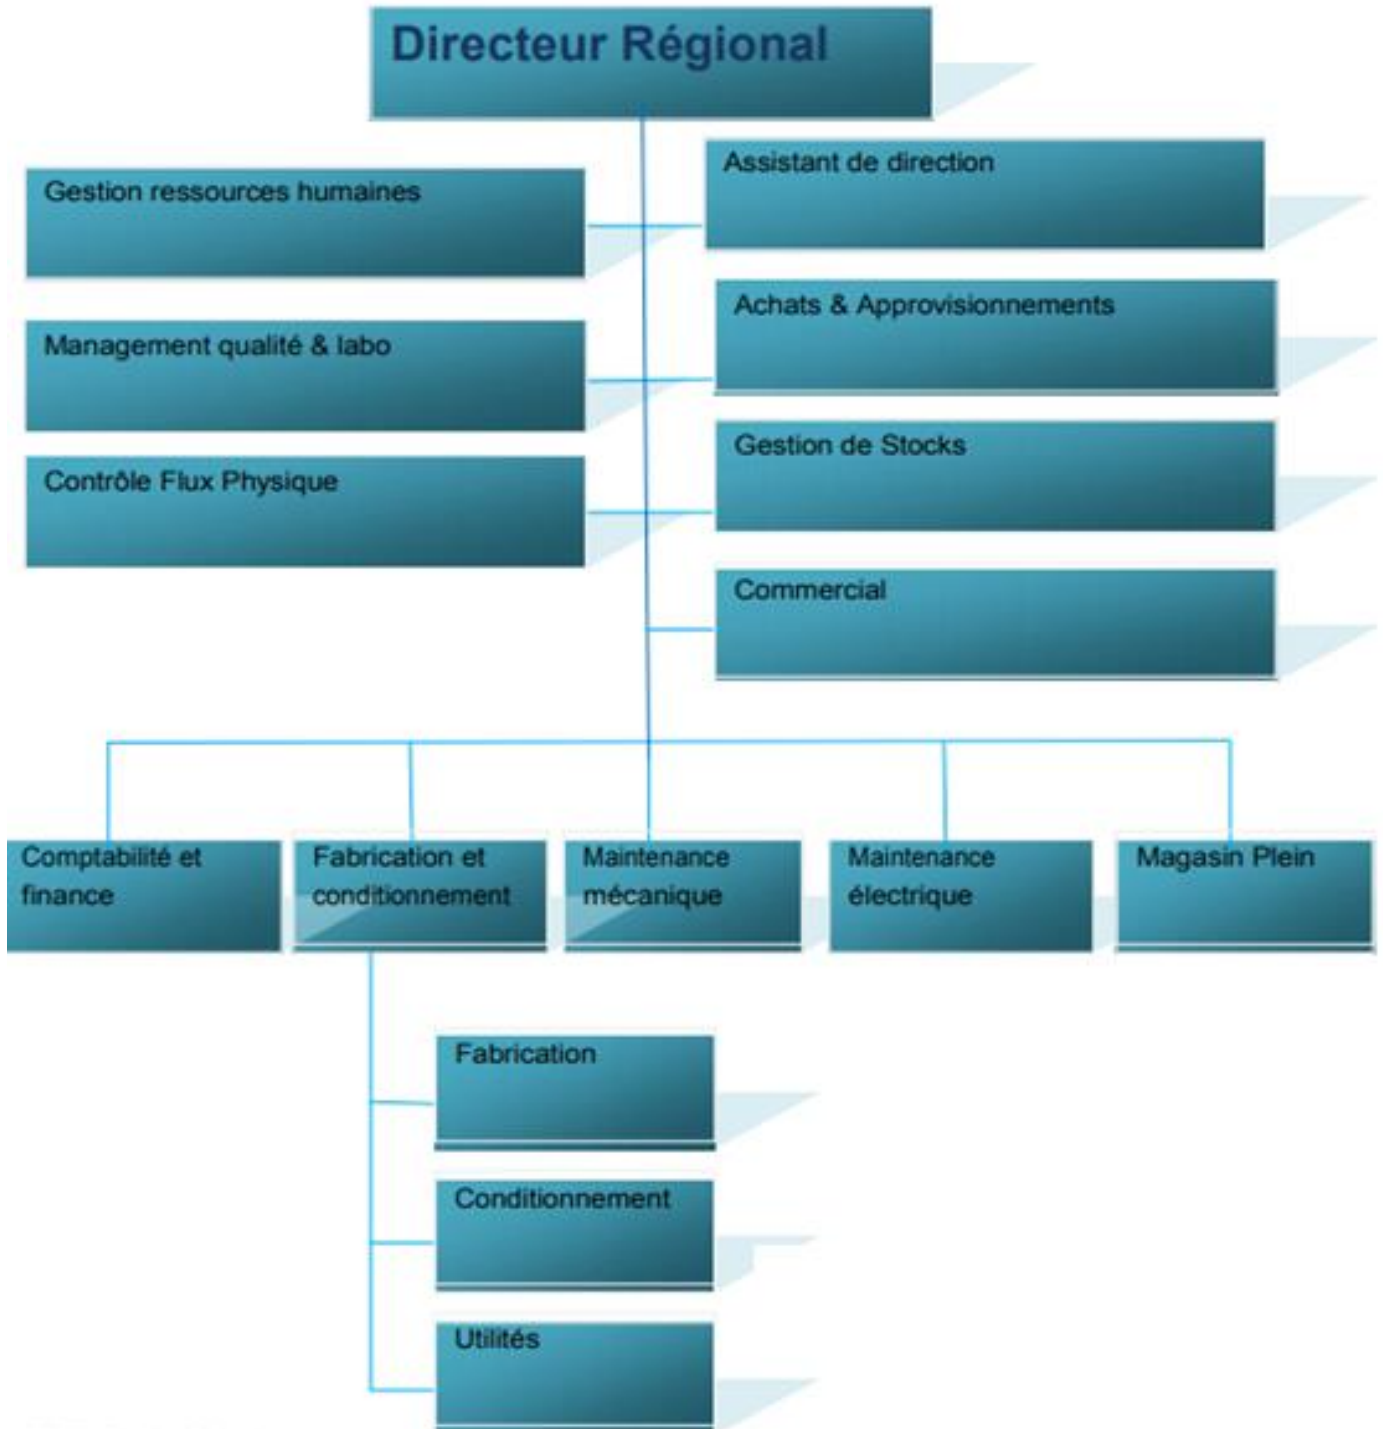 Directeur Régional
Gestion ressources humaines
Assistant de direction
Management qualité & labo
Achats & Approvisionnements
Contrôle Flux Physique
Gestion de Stocks
Commercial
Comptabilité et
finance
Fabrication et
conditionnement
Maintenance
mécanique
Maintenance
électrique
Magasin Plein
Fabrication
Conditionnement
Utilités